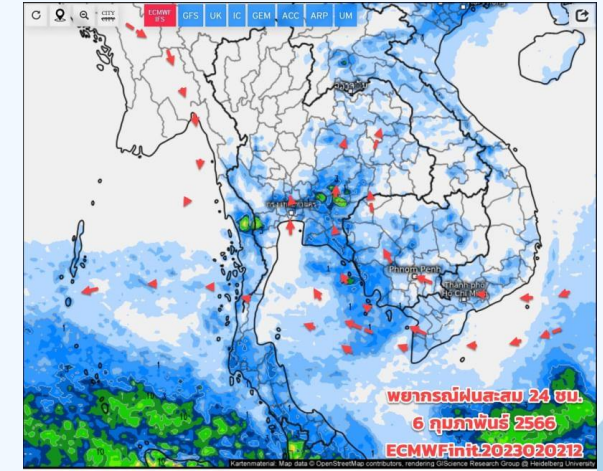 CITY
CITY
ECMWF
IFS
GFS
UK
IC
GEM
ACC
ARP
UM
Phnom Penh
Thành phố
Hồ Chí Minh
พยากรณ์ฝนสะสม 24 ชม.
6 กุมภาพันธ์ 2566
ECMWFinit.2023020212
Kartenmaterial: Map data © OpenStreetMap contributors, rendering GIScience Research Group @ Heidelberg University